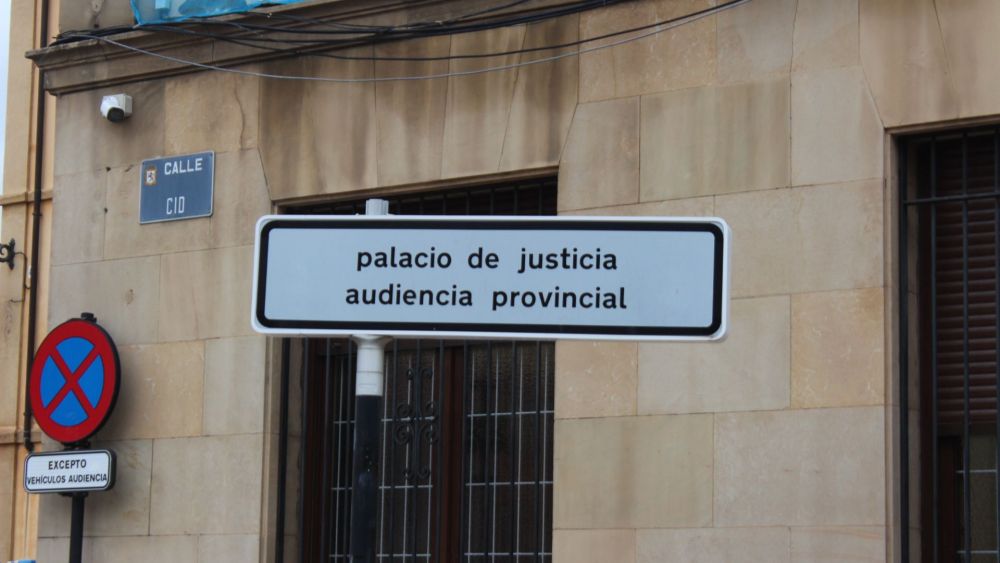 CALLE
CID
palacio de justicia
audiencia provincial
EXCEPTO
VEHÍCULOS AUDIENCIA